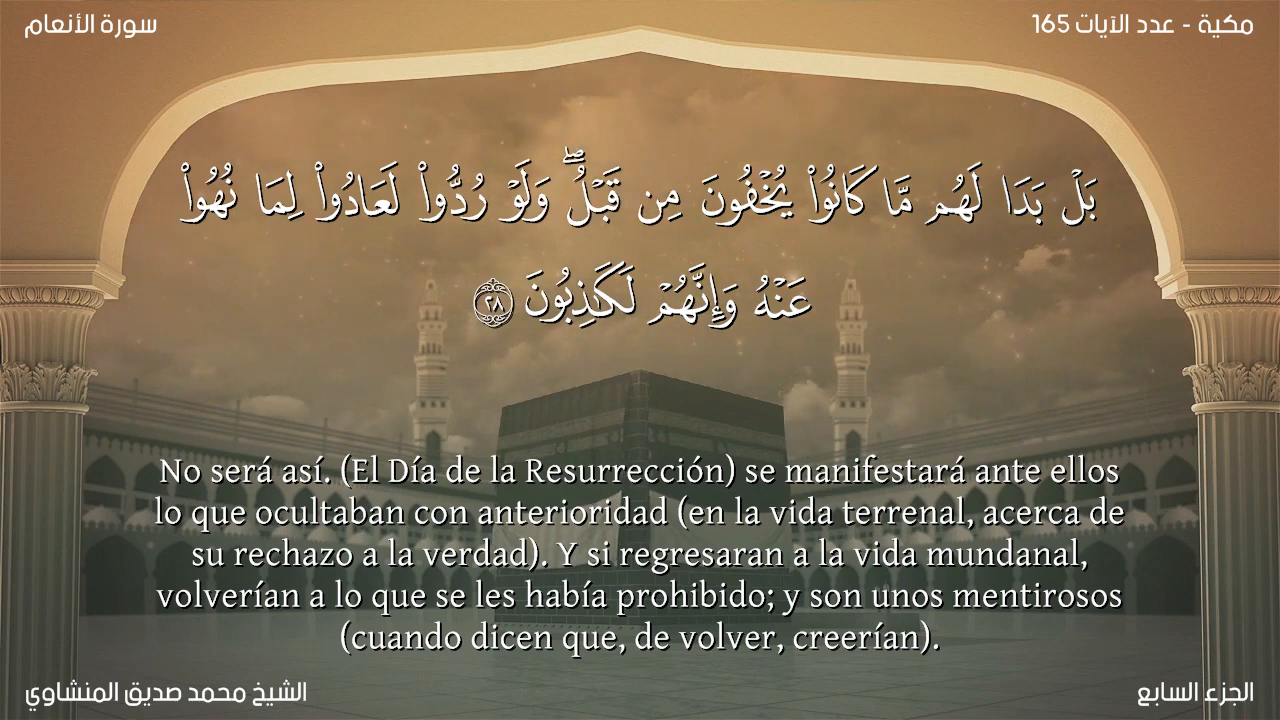 سورة الأنعام
مكية - عدد الآيات 165
بَلْ بَدَا لَهُم مَّا كَانُوا۟ يُخْفُونَ مِن قَبْلُ ۖ وَلَوْ رُدُّوا۟ لَعَادُوا۟ لِمَا نُهُوا۟
عَنْهُ وَإِنَّهُمْ لَكَـٰذِبُونَ ٢٨
No será así. (El Día de la Resurrección) se manifestará ante ellos
lo que ocultaban con anterioridad (en la vida terrenal, acerca de
su rechazo a la verdad). Y si regresaran a la vida mundanal,
volverían a lo que se les había prohibido; y son unos mentirosos
(cuando dicen que, de volver, creerían).
الشيخ محمد صديق المنشاوي
الجزء السابع